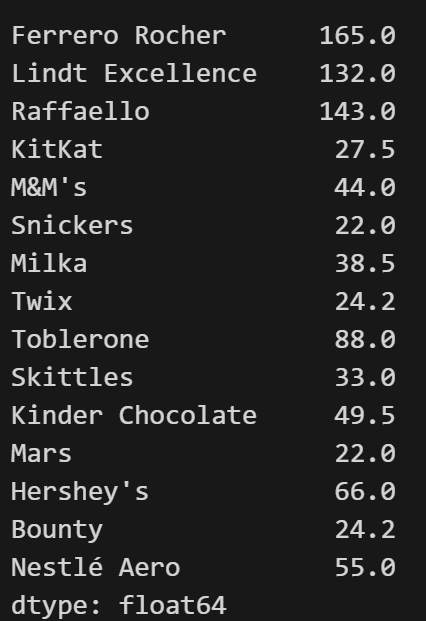 Ferrero Rocher      165.0
Lindt Excellence    132.0
Raffaello           143.0
KitKat               27.5
M&M's                44.0
Snickers             22.0
Milka                38.5
Twix                 24.2
Toblerone            88.0
Skittles             33.0
Kinder Chocolate     49.5
Mars                 22.0
Hershey's            66.0
Bounty               24.2
Nestlé Aero          55.0
dtype: float64